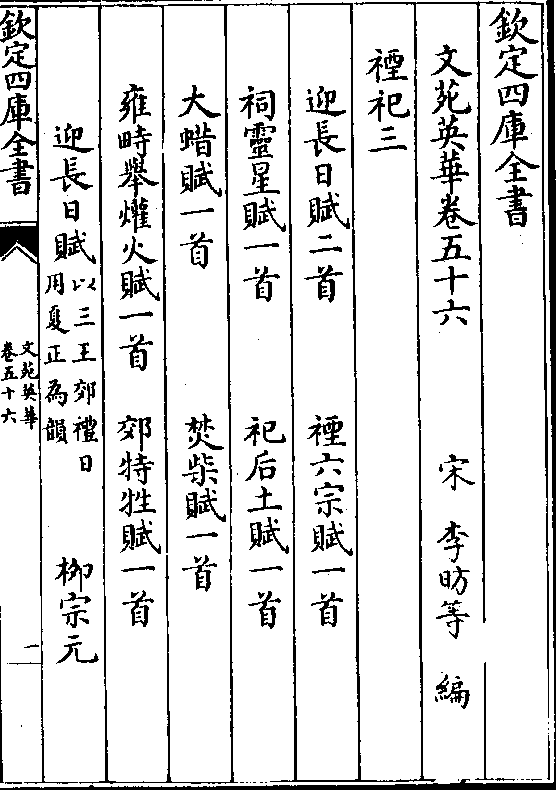 欽定四庫全書
文苑英華卷五十六
宋 李昉等 編
禋祀三
迎長日賦二首 禋六宗賦一首
祠靈星賦一首 祀后土賦一首
大蜡賦一首 焚柴賦一首
雍畤舉爟火賦一首 郊特牲賦一首
迎長日賦 以三王郊禮日用夏正為韻 柳宗元
欽定四庫全書
文苑英華
卷五十六
一